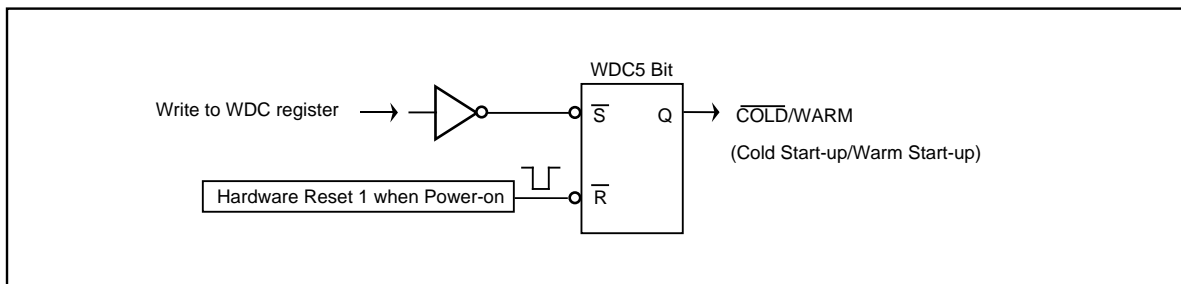 WDC5 Bit
Write to WDC register
S̅
Q
C̅O̅L̅D̅/WARM
(Cold Start-up/Warm Start-up)
Hardware Reset 1 when Power-on
R̅